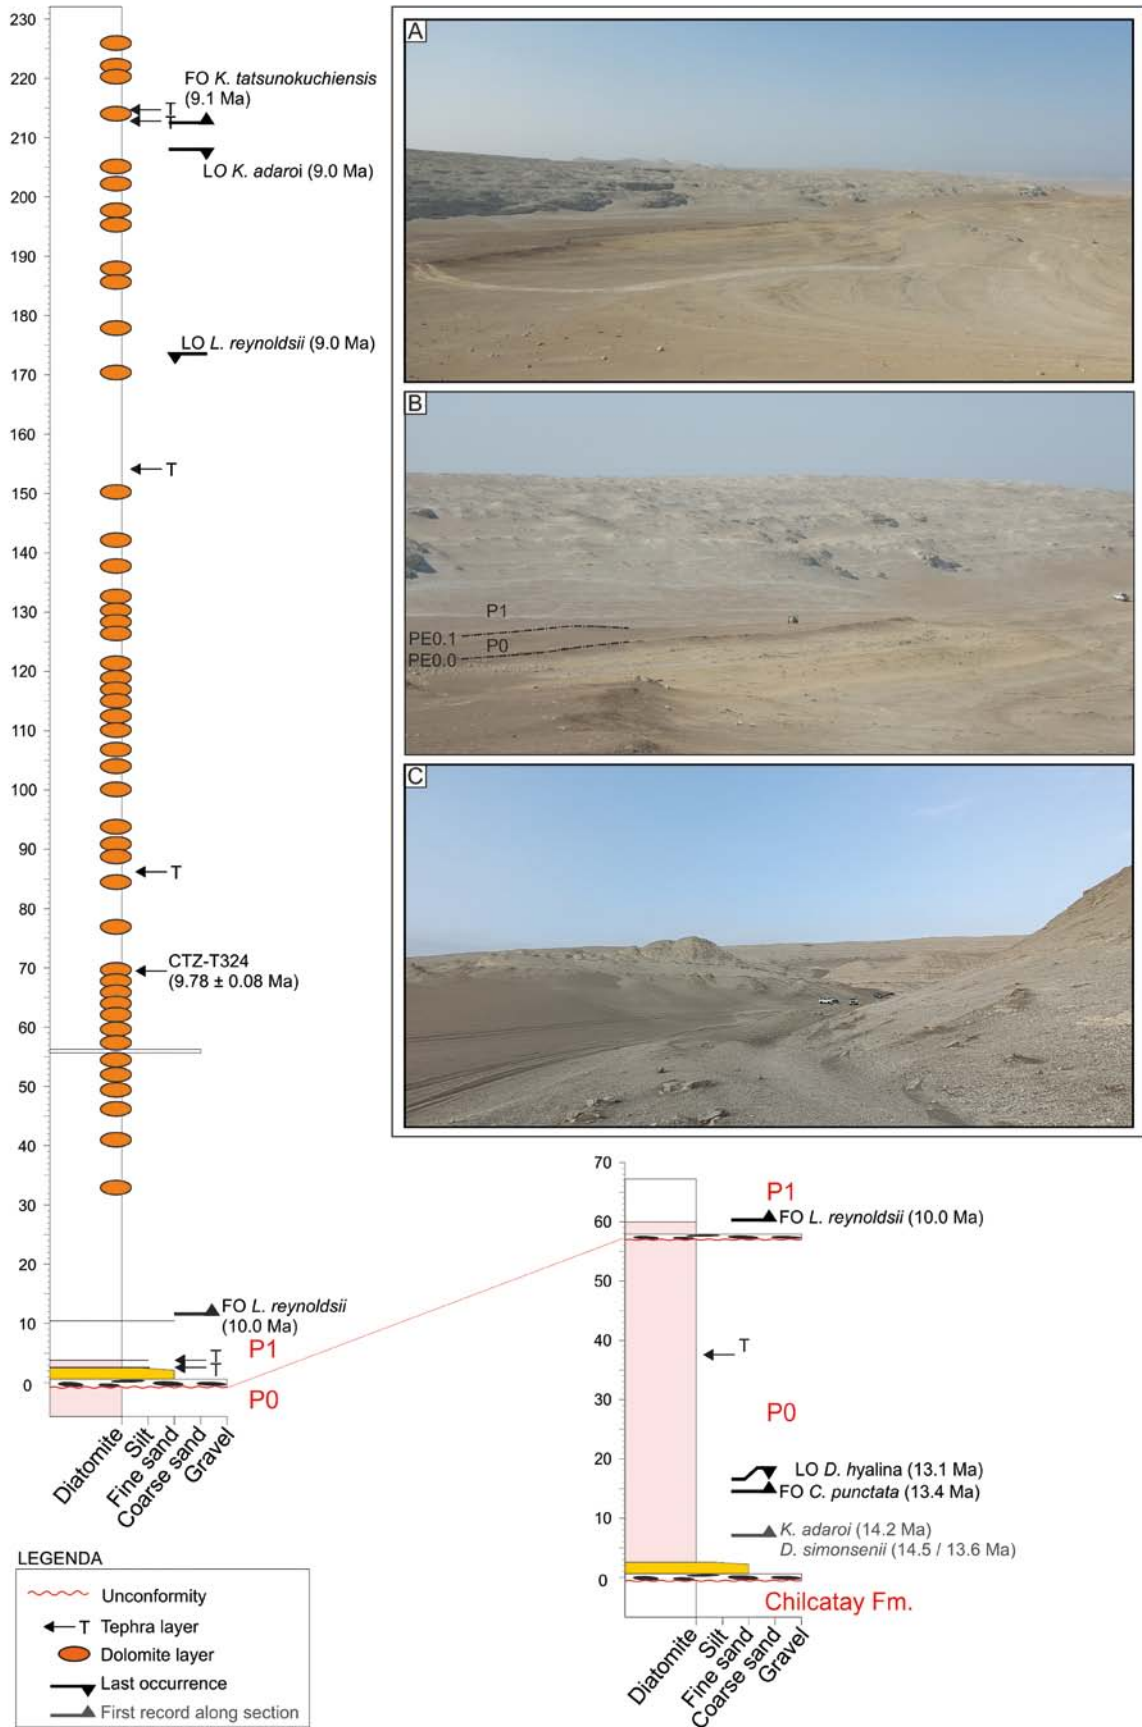 230
220
210
200
190
180
170
160
150
140
130
120
110
100
90
80
70
60
50
40
30
20
10
0
FO K. tatsunokuchiensis
(9.1 Ma)
T
T
LO K. adaroi (9.0 Ma)
LO L. reynoldsii (9.0 Ma)
T
T
CTZ-T324
(9.78 ± 0.08 Ma)
FO L. reynoldsii
(10.0 Ma)
T
T
P1
P0
Diatomite
Silt
Fine sand
Coarse sand
Gravel
A
B
P1
PE0.1
P0
PE0.0
C
70
60
50
40
30
20
10
0
P1
FO L. reynoldsii (10.0 Ma)
T
P0
LO D. hyalina (13.1 Ma)
FO C. punctata (13.4 Ma)
K. adaroi (14.2 Ma)
D. simonsenii (14.5 / 13.6 Ma)
Chilcatay Fm.
Diatomite
Silt
Fine sand
Coarse sand
Gravel
LEGENDA
Unconformity
T Tephra layer
Dolomite layer
Last occurrence
First record along section